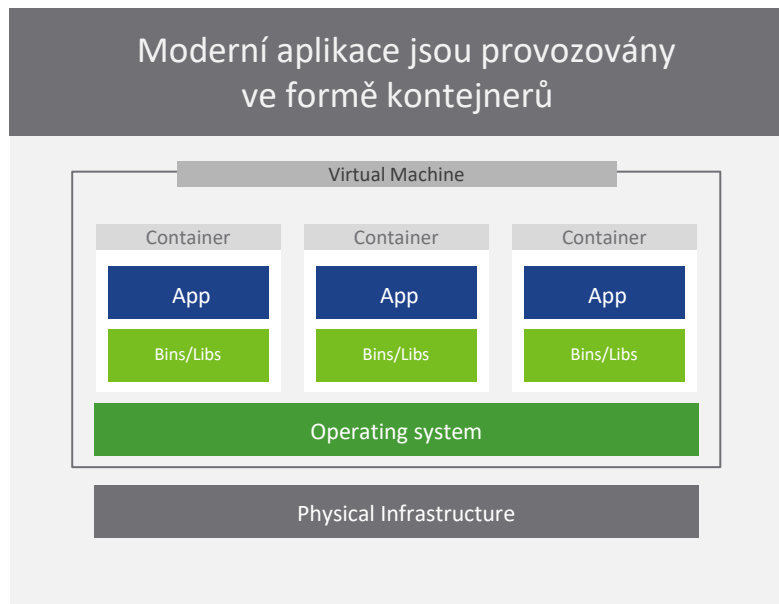 Moderní aplikace jsou provozovány
ve formě kontejnerů
Virtual Machine
Container
Container
Container
App
App
App
Bins/Libs
Bins/Libs
Bins/Libs
Operating system
Physical Infrastructure